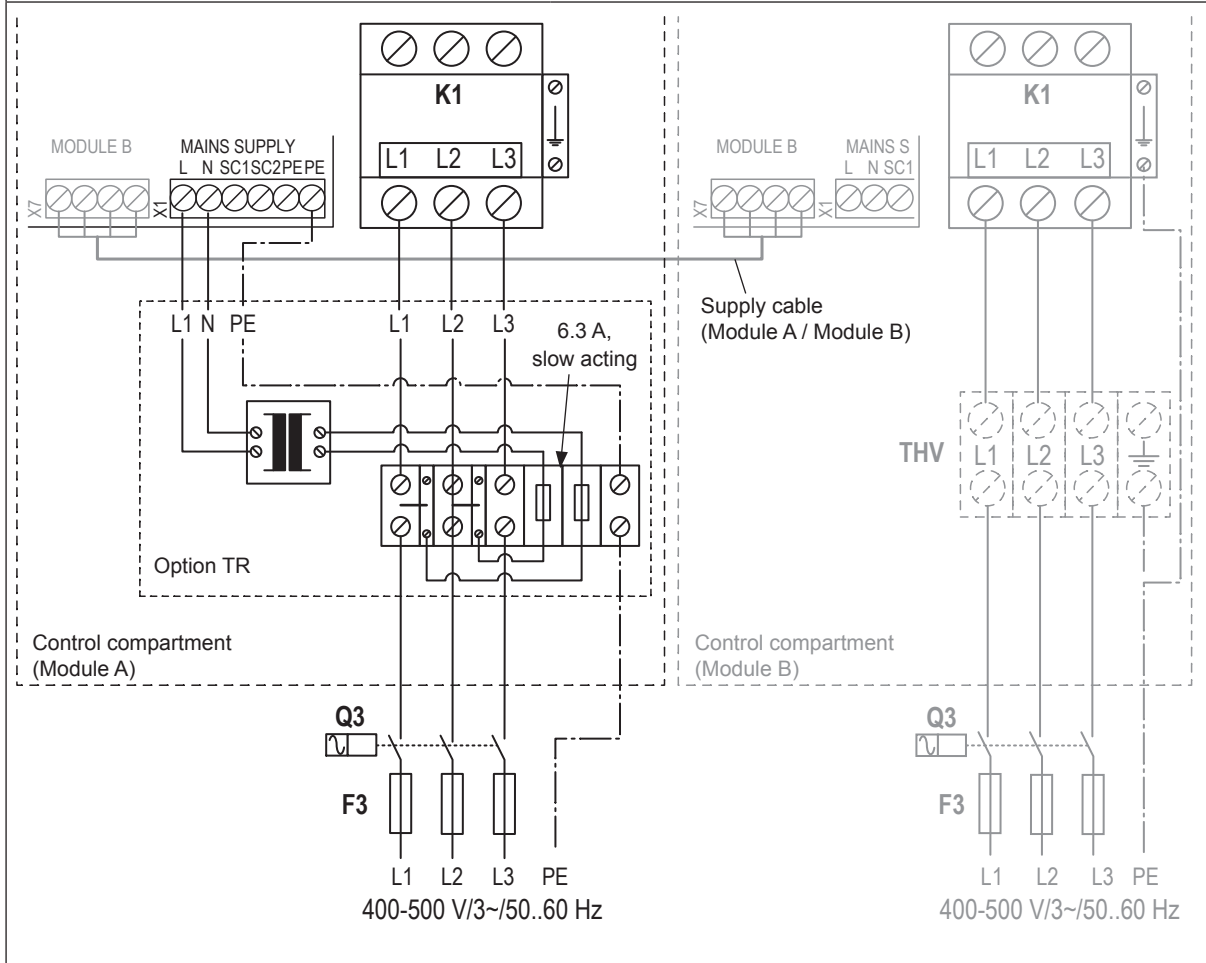 K1
MODULE B
MAINS SUPPLY
L N SC1SC2PEPE
L1 L2 L3
X7
X1
L1 N PE
L1 L2 L3
6.3 A,
slow acting
Option TR
Control compartment
(Module A)
Q3
F3
L1 L2 L3 PE
400-500 V/3~/50..60 Hz
Supply cable
(Module A / Module B)
K1
MODULE B
MAINS S
L N SC1
L1 L2 L3
X7
X1
THV
L1 L2 L3
Control compartment
(Module B)
Q3
F3
L1 L2 L3 PE
400-500 V/3~/50..60 Hz